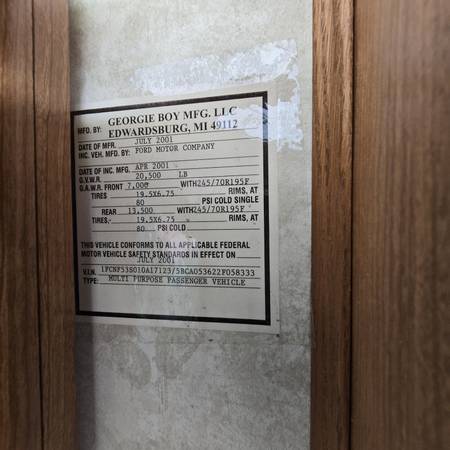 MFD. BY: GEORGIE BOY MFG. LLC
EDWARDSBURG, MI 49112
DATE OF MFR. JULY 2001
INC. VEH. MFD. BY: FORD MOTOR COMPANY
DATE OF INC. MFG. APR 2001
G.V.W.R. 20,500 LB
G.A.W.R. FRONT 7,000 WITH 245/70R195F
TIRES 19.5X6.75 RIMS, AT
80 PSI COLD SINGLE
REAR 13,500 WITH 245/70R195F
TIRES, 19.5X6.75 RIMS, AT
80 PSI COLD
THIS VEHICLE CONFORMS TO ALL APPLICABLE FEDERAL
MOTOR VEHICLE SAFETY STANDARDS IN EFFECT ON
JULY 2001
V.I.N. 1FCNF53S010A17123/5BCA053622F058333
TYPE: MULTI PURPOSE PASSENGER VEHICLE